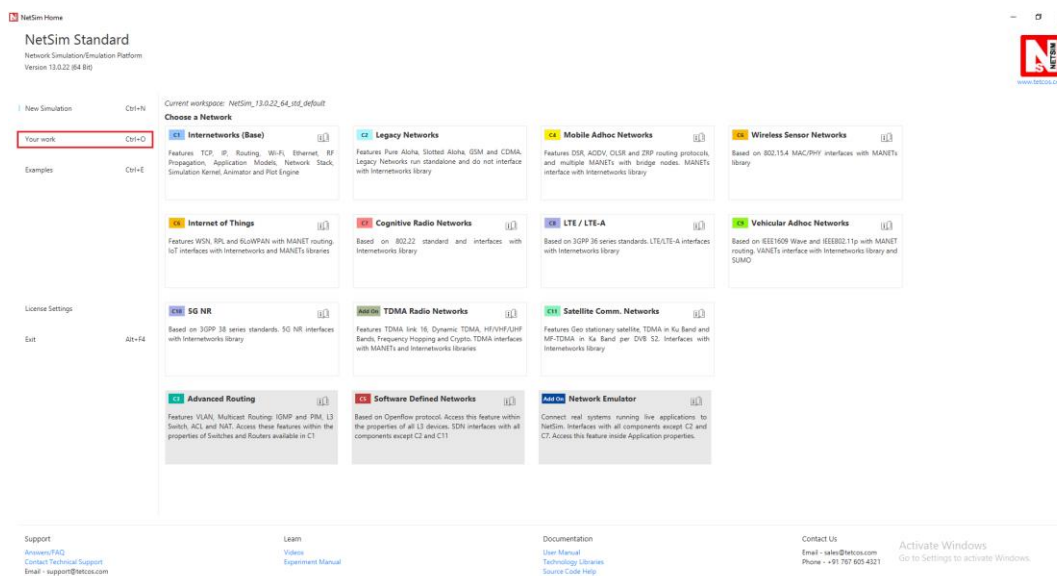 NetSim Home
NetSim Standard
Network Simulation/Emulation Platform
Version 13.0.22 (64 Bit)
NETSIM
www.tetcos.co
New Simulation Ctrl+N
Your work Ctrl+O
Examples Ctrl+E
License Settings
Exit Alt+F4
Current workspace: NetSim_13.0.22_64_std_default
Choose a Network
C1 Internetworks (Base)
Features TCP, IP, Routing, Wi-Fi, Ethernet, RF
Propagation, Application Models, Network Stack,
Simulation Kernel, Animator and Plot Engine
C2 Legacy Networks
Features Pure Aloha, Slotted Aloha, GSM and CDMA.
Legacy Networks run standalone and do not interface
with Internetworks library
C4 Mobile Adhoc Networks
Features DSR, AODV, OLSR and ZRP routing protocols,
and multiple MANETs with bridge nodes. MANETs
interface with Internetworks library
C6 Wireless Sensor Networks
Based on 802.15.4 MAC/PHY interfaces with MANETs
library
C6 Internet of Things
Features WSN, RPL and 6LoWPAN with MANET routing.
IoT interfaces with Internetworks and MANETs libraries
C7 Cognitive Radio Networks
Based on 802.22 standard and interfaces with
Internetworks library
C8 LTE / LTE-A
Based on 3GPP 36 series standards. LTE/LTE-A interfaces
with Internetworks library
C9 Vehicular Adhoc Networks
Based on IEEE1609 Wave and IEEE802.11p with MANET
routing. VANETs interface with Internetworks library and
SUMO
C10 5G NR
Based on 3GPP 38 series standards. 5G NR interfaces
with Internetworks library
Add On TDMA Radio Networks
Features TDMA link 16, Dynamic TDMA, HF/VHF/UHF
Bands, Frequency Hopping and Crypto. TDMA interfaces
with MANETs and Internetworks libraries
C11 Satellite Comm. Networks
Features Geo stationary satellite, TDMA in Ku Band and
MF-TDMA in Ka Band per DVB S2. Interfaces with
Internetworks library
C3 Advanced Routing
Features VLAN, Multicast Routing: IGMP and PIM, L3
Switch, ACL and NAT. Access these features within the
properties of Switches and Routers available in C1
C5 Software Defined Networks
Based on Openflow protocol. Access this feature within
the properties of all L3 devices. SDN interfaces with all
components except C2 and C11
Add On Network Emulator
Connect real systems running live applications to
NetSim. Interfaces with all components except C2 and
C7. Access this feature inside Application properties.
Support
Answers/FAQ
Contact Technical Support
Email - support@tetcos.com
Learn
Videos
Experiment Manual
Documentation
User Manual
Technology Libraries
Source Code Help
Contact Us
Email - sales@tetcos.com
Phone - +91 767 605 4321
Activate Windows
Go to Settings to activate Windows.